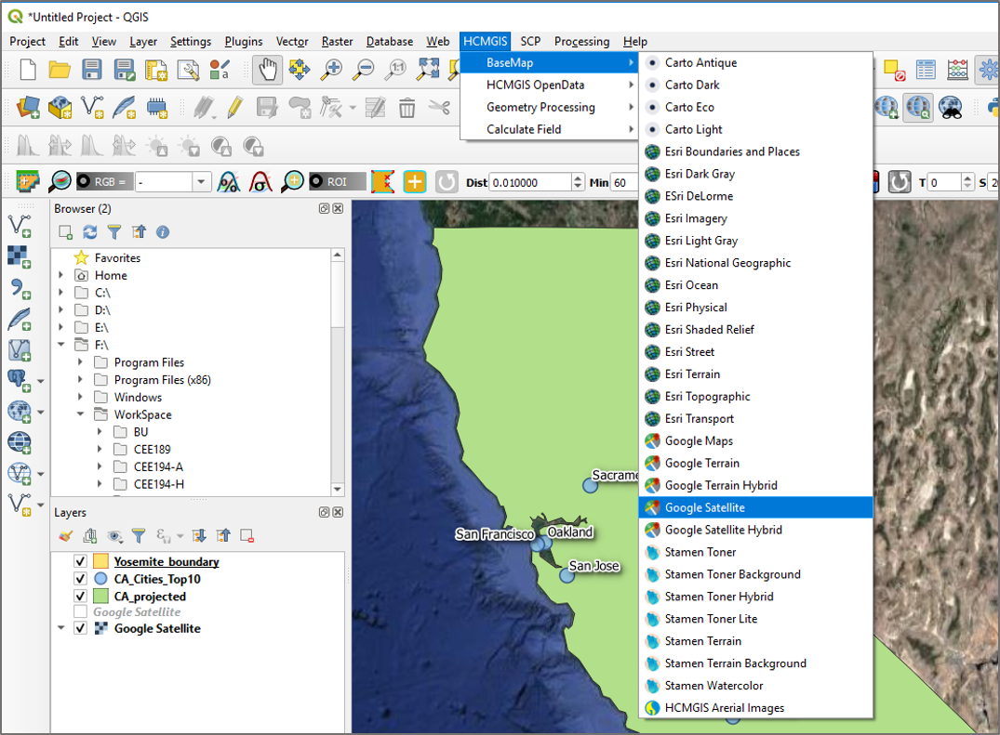 *Untitled Project - QGIS
Project Edit View Layer Settings Plugins Vector Raster Database Web HCMGIS SCP Processing Help
BaseMap
HCMGIS OpenData
Geometry Processing
Calculate Field
Carto Antique
Carto Dark
Carto Eco
Carto Light
Esri Boundaries and Places
Esri Dark Gray
ESri DeLorme
Esri Imagery
Esri Light Gray
Esri National Geographic
Esri Ocean
Esri Physical
Esri Shaded Relief
Esri Street
Esri Terrain
Esri Topographic
Esri Transport
Google Maps
Google Terrain
Google Terrain Hybrid
Google Satellite
Google Satellite Hybrid
Stamen Toner
Stamen Toner Background
Stamen Toner Hybrid
Stamen Toner Lite
Stamen Terrain
Stamen Terrain Background
Stamen Watercolor
HCMGIS Arerial Images
1:1
RGB = - ROI Dist 0.010000 Min 60 T 0 S
Browser (2)
Favorites
Home
C:\
D:\
E:\
F:\
Program Files
Program Files (x86)
Windows
WorkSpace
BU
CEE189
CEE194-A
CEE194-H
Layers
Yosemite_boundary
CA_Cities_Top10
CA_projected
Google Satellite
Google Satellite
Sacrame
San Francisco
Oakland
San Jose